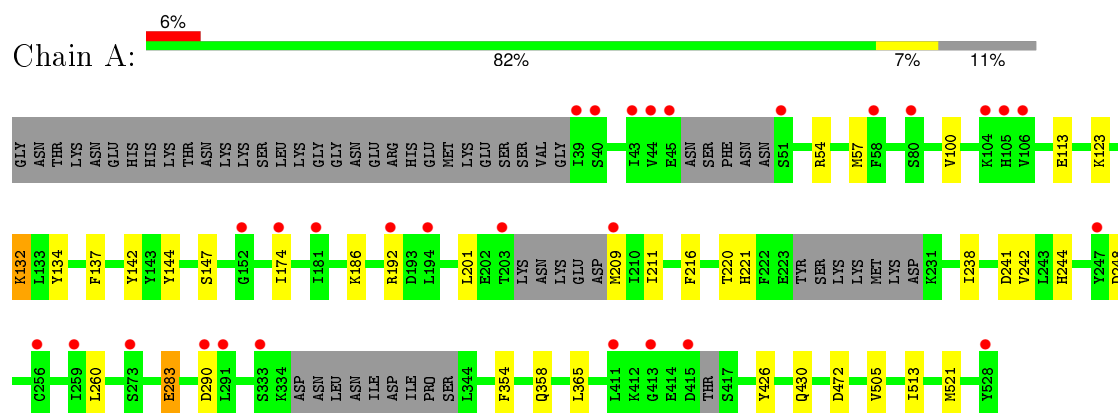 6%
Chain A:
82% 7% 11%
GLY ASN THR LYS ASN GLU HIS HIS LYS THR ASN LYS LYS SER LEU LYS GLY GLY ASN GLU ARG HIS GLU MET LYS GLU SER SER VAL GLY I39 S40 I43 V44 E45 ASN SER PHE ASN ASN S51 R54 M57 F58 S80 V100 K104 H105 V106 E113 K123
K132 L133 Y134 F137 Y142 Y143 Y144 S147 G152 I174 I181 K186 R192 D193 L194 L201 E202 T203 LYS ASN LYS GLU ASP M209 I210 I211 F216 T220 H221 F222 E223 TYR SER LYS LYS MET LYS ASP K231 I238 D241 V242 L243 H244 Y247 D248
C256 I259 L260 S273 E283 D290 L291 S333 K334 ASP ASN LEU ASN ILE ASP ILE PRO SER L344 F354 Q358 L365 L411 K412 G413 E414 D415 THR S417 Y426 Q430 D472 V505 I513 M521 Y528